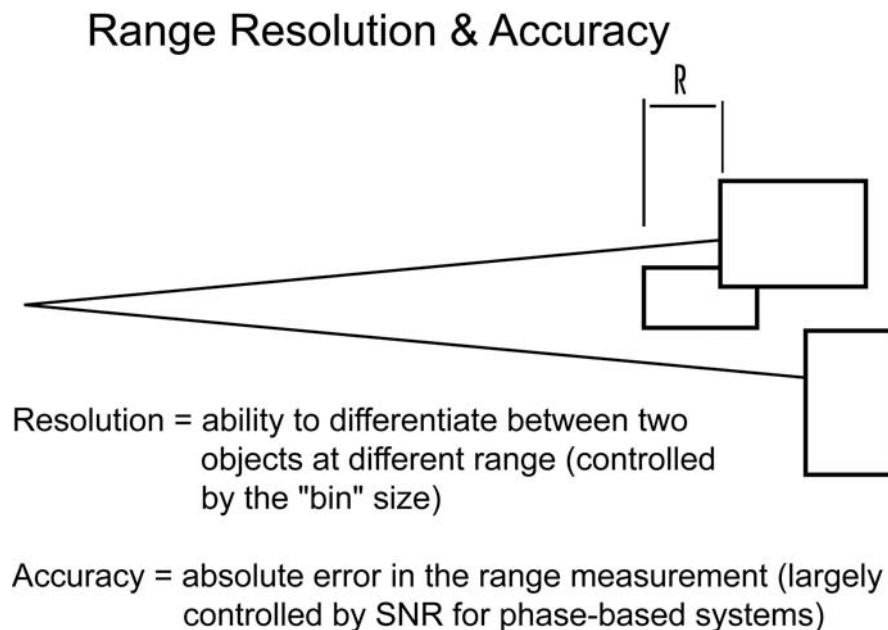 Range Resolution & Accuracy
R
Resolution = ability to differentiate between two
objects at different range (controlled
by the "bin" size)
Accuracy = absolute error in the range measurement (largely
controlled by SNR for phase-based systems)